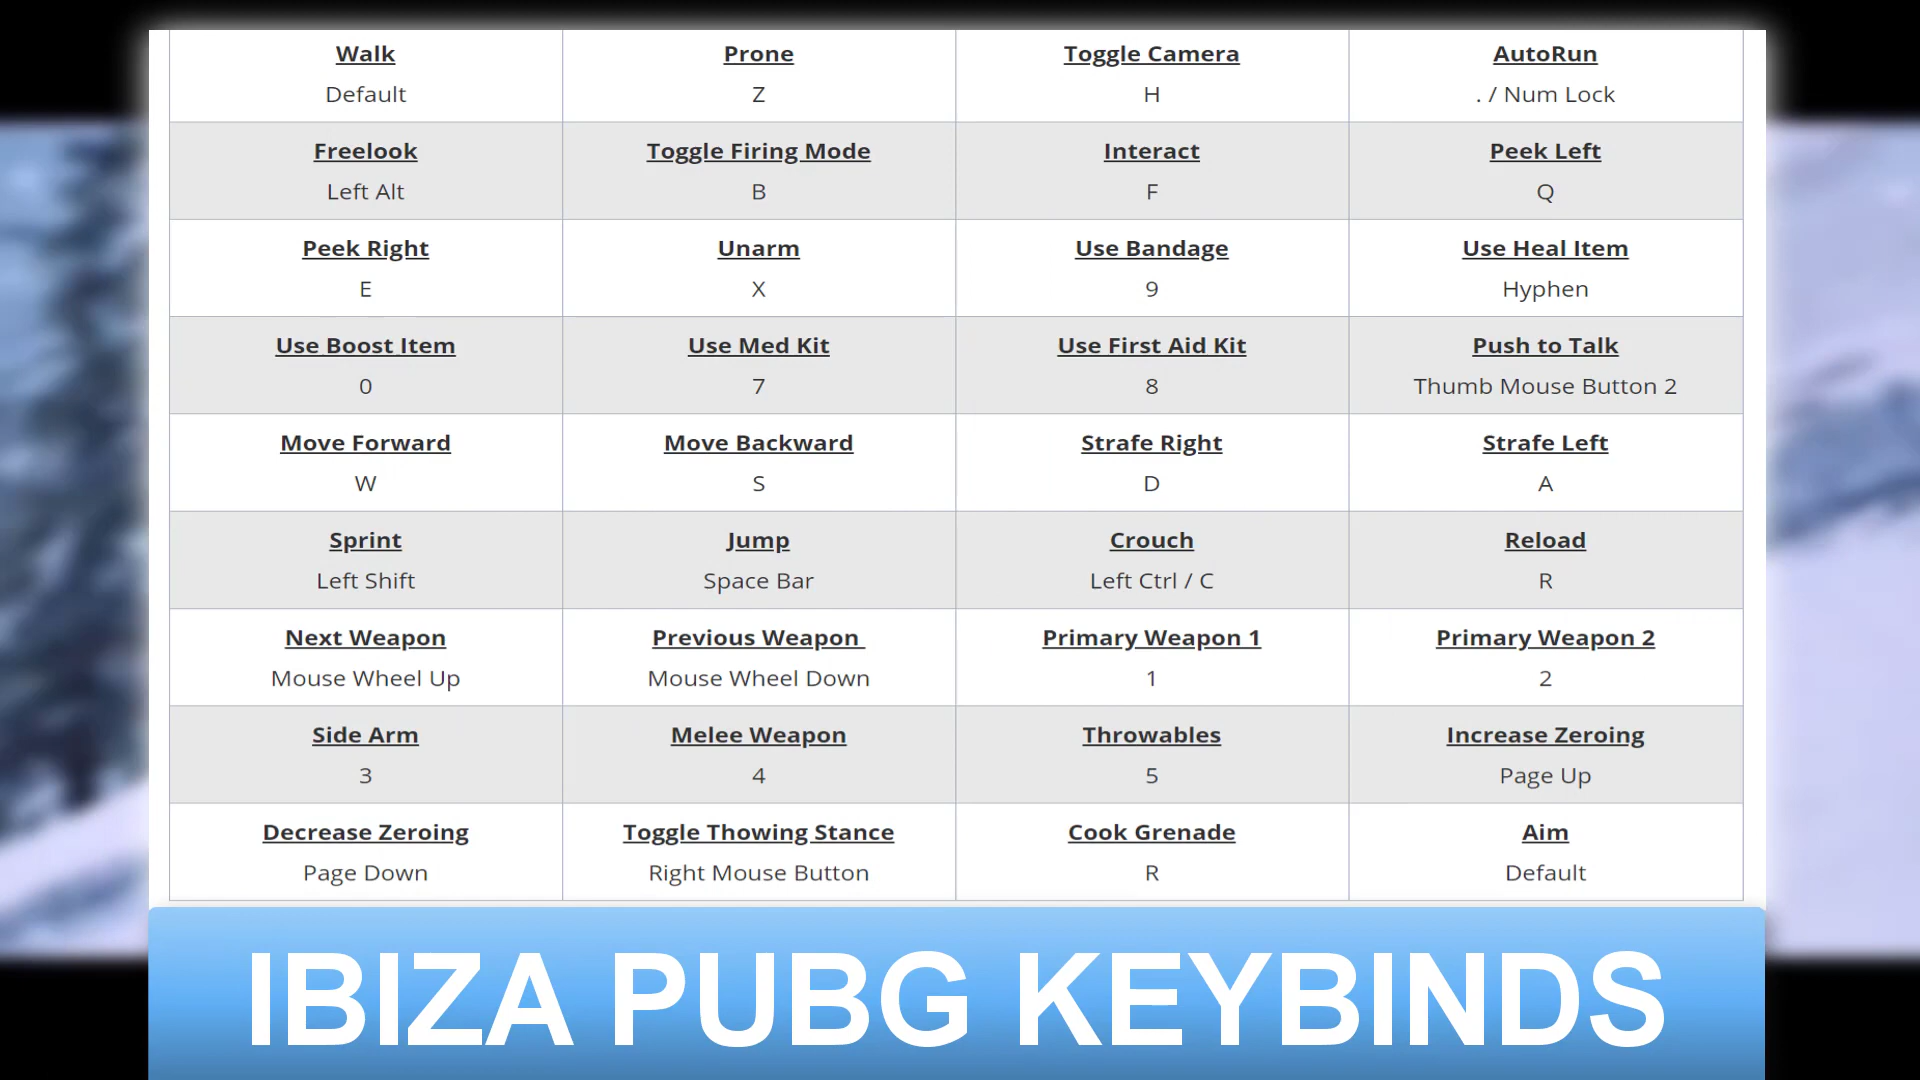 Walk
Prone
Toggle Camera
AutoRun
Default
Z
H
. / Num Lock
Freelook
Toggle Firing Mode
Interact
Peek Left
Left Alt
B
F
Q
Peek Right
Unarm
Use Bandage
Use Heal Item
E
X
9
Hyphen
Use Boost Item
Use Med Kit
Use First Aid Kit
Push to Talk
0
7
8
Thumb Mouse Button 2
Move Forward
Move Backward
Strafe Right
Strafe Left
W
S
D
A
Sprint
Jump
Crouch
Reload
Left Shift
Space Bar
Left Ctrl / C
R
Next Weapon
Previous Weapon
Primary Weapon 1
Primary Weapon 2
Mouse Wheel Up
Mouse Wheel Down
1
2
Side Arm
Melee Weapon
Throwables
Increase Zeroing
3
4
5
Page Up
Decrease Zeroing
Toggle Thowing Stance
Cook Grenade
Aim
Page Down
Right Mouse Button
R
Default
IBIZA PUBG KEYBINDS